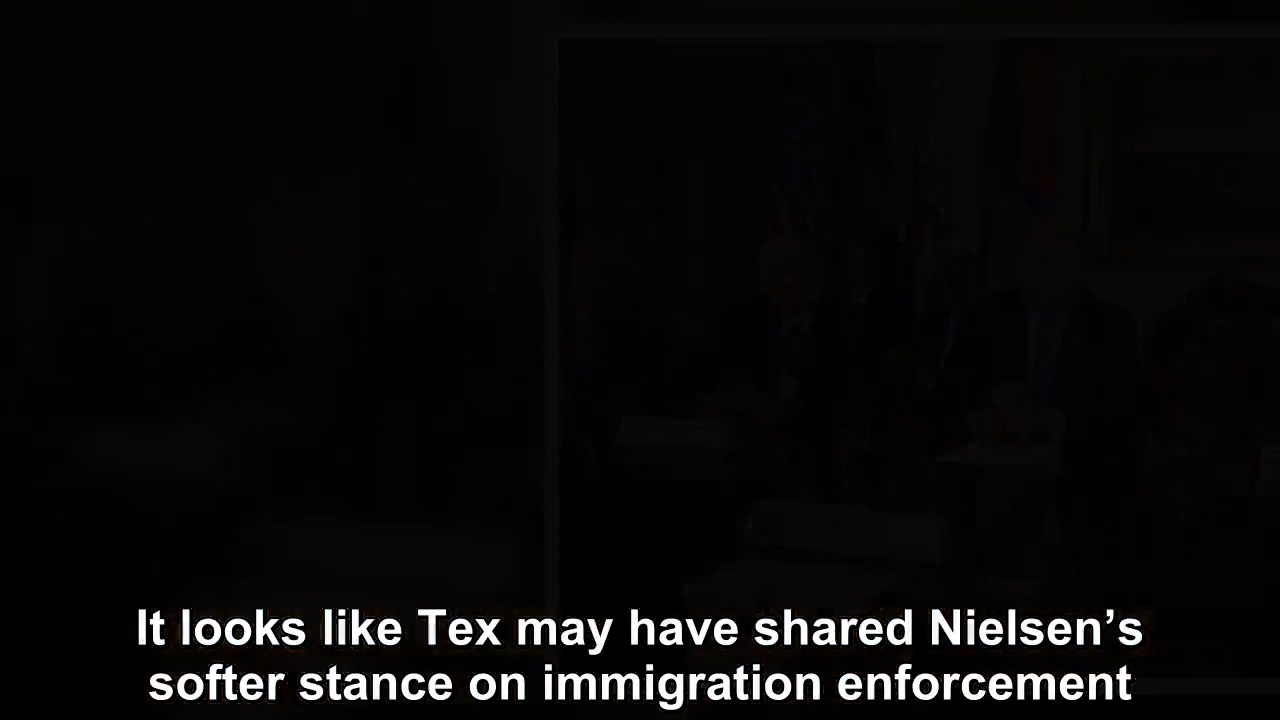 It looks like Tex may have shared Nielsen’s
softer stance on immigration enforcement